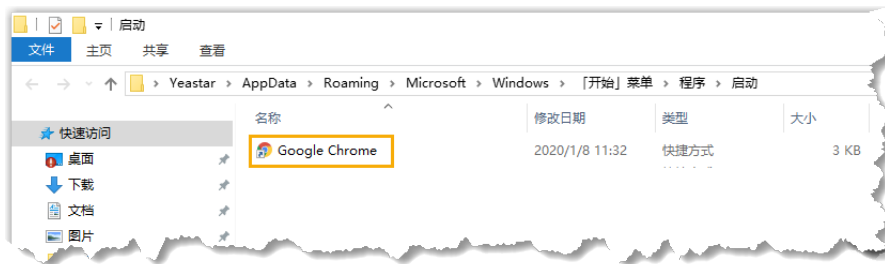 启动
文件 主页 共享 查看
Yeastar > AppData > Roaming > Microsoft > Windows > 「开始」菜单 > 程序 > 启动
名称 修改日期 类型 大小
快速访问
Google Chrome 2020/1/8 11:32 快捷方式 3 KB
桌面
下载
文档
图片